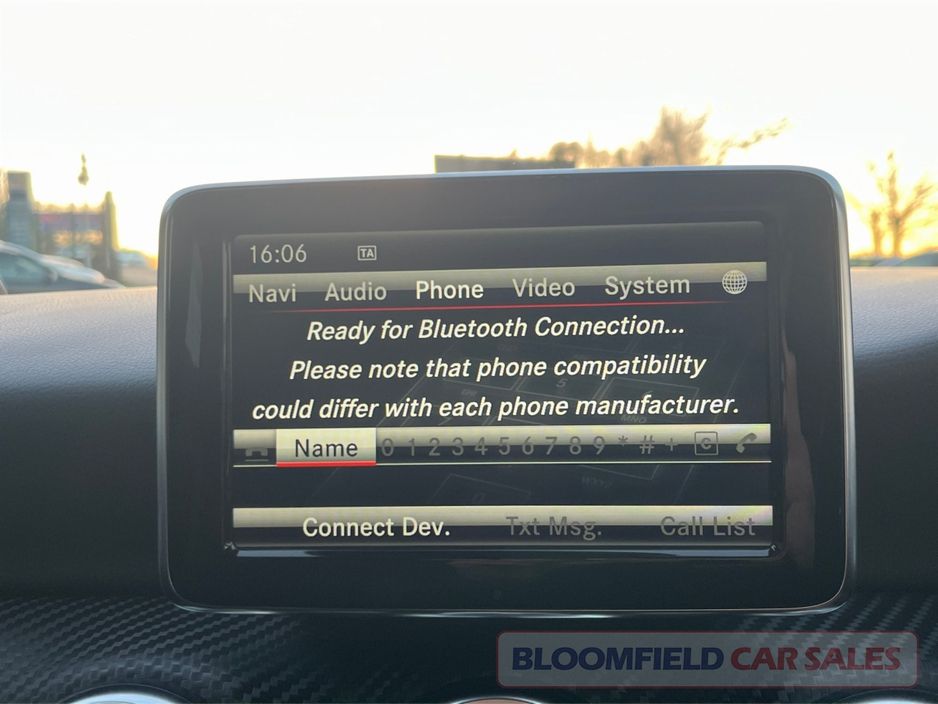 16:06 TA
Navi Audio Phone Video System
Ready for Bluetooth Connection...
Please note that phone compatibility
could differ with each phone manufacturer.
Name 0 1 2 3 4 5 6 7 8 9 * # + C
Connect Dev. Txt Msg. Call List
BLOOMFIELD CAR SALES